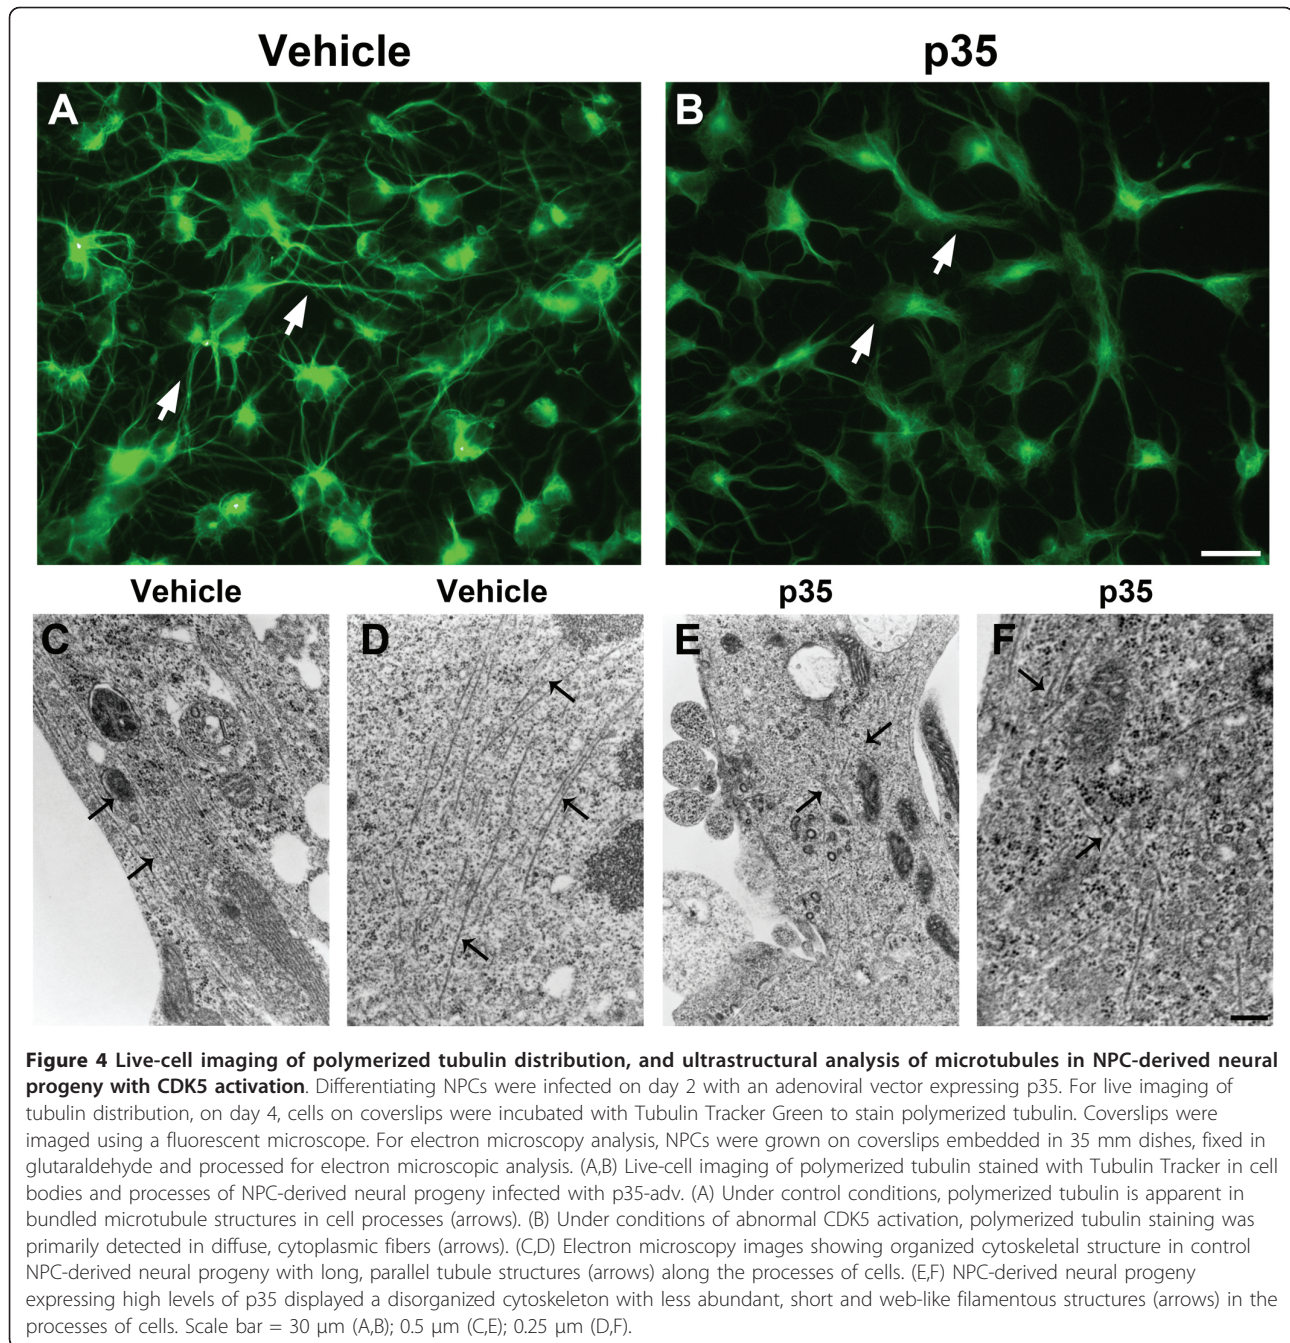 Vehicle
p35
A
B
Vehicle
Vehicle
p35
p35
C
D
E
F
Figure 4 Live-cell imaging of polymerized tubulin distribution, and ultrastructural analysis of microtubules in NPC-derived neural
progeny with CDK5 activation. Differentiating NPCs were infected on day 2 with an adenoviral vector expressing p35. For live imaging of
tubulin distribution, on day 4, cells on coverslips were incubated with Tubulin Tracker Green to stain polymerized tubulin. Coverslips were
imaged using a fluorescent microscope. For electron microscopy analysis, NPCs were grown on coverslips embedded in 35 mm dishes, fixed in
glutaraldehyde and processed for electron microscopic analysis. (A,B) Live-cell imaging of polymerized tubulin stained with Tubulin Tracker in cell
bodies and processes of NPC-derived neural progeny infected with p35-adv. (A) Under control conditions, polymerized tubulin is apparent in
bundled microtubule structures in cell processes (arrows). (B) Under conditions of abnormal CDK5 activation, polymerized tubulin staining was
primarily detected in diffuse, cytoplasmic fibers (arrows). (C,D) Electron microscopy images showing organized cytoskeletal structure in control
NPC-derived neural progeny with long, parallel tubule structures (arrows) along the processes of cells. (E,F) NPC-derived neural progeny
expressing high levels of p35 displayed a disorganized cytoskeleton with less abundant, short and web-like filamentous structures (arrows) in the
processes of cells. Scale bar = 30 μm (A,B); 0.5 μm (C,E); 0.25 μm (D,F).